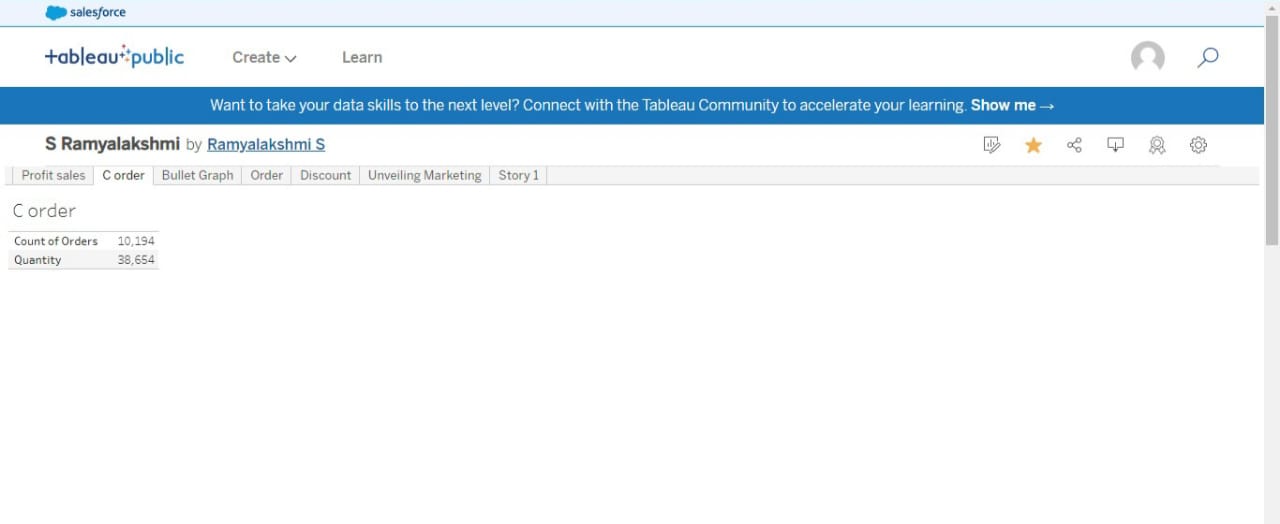 salesforce
+ableau public
Create Learn
Want to take your data skills to the next level? Connect with the Tableau Community to accelerate your learning. Show me →
S Ramyalakshmi by Ramyalakshmi S
Profit sales C order Bullet Graph Order Discount Unveiling Marketing Story 1
C order
Count of Orders 10,194
Quantity 38,654